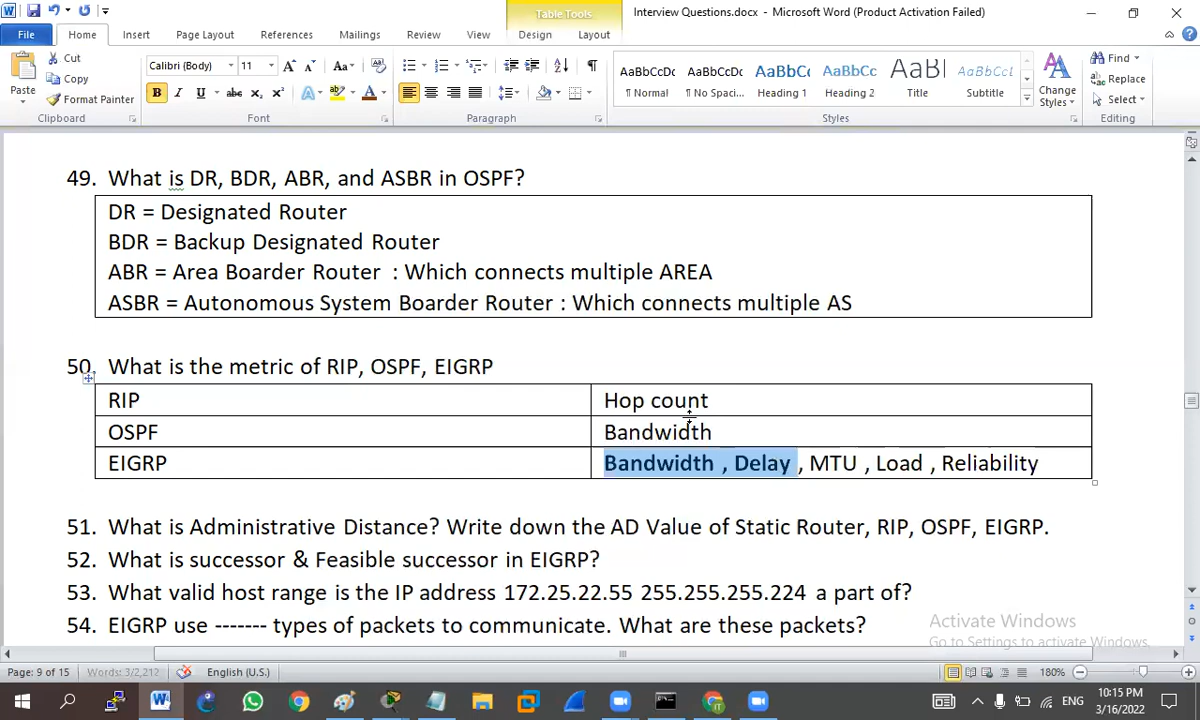 Table Tools
Interview Questions.docx - Microsoft Word (Product Activation Failed)
File Home Insert Page Layout References Mailings Review View Design Layout
Cut
Copy
Format Painter
Paste
Clipboard
Calibri (Body) 11
Font
Paragraph
AaBbCcDc AaBbCcDc AaBbC AaBbCc AaB AaBbCcL
¶ Normal ¶ No Spaci... Heading 1 Heading 2 Title Subtitle
Change
Styles
Styles
Find
Replace
Select
Editing
49. What is DR, BDR, ABR, and ASBR in OSPF?
DR = Designated Router
BDR = Backup Designated Router
ABR = Area Boarder Router : Which connects multiple AREA
ASBR = Autonomous System Boarder Router : Which connects multiple AS
50. What is the metric of RIP, OSPF, EIGRP
RIP Hop count
OSPF Bandwidth
EIGRP Bandwidth , Delay , MTU , Load , Reliability
51. What is Administrative Distance? Write down the AD Value of Static Router, RIP, OSPF, EIGRP.
52. What is successor & Feasible successor in EIGRP?
53. What valid host range is the IP address 172.25.22.55 255.255.255.224 a part of?
54. EIGRP use ------- types of packets to communicate. What are these packets?
Activate Windows
Go to Settings to activate Windows.
Page: 9 of 15 Words: 3/2,212 English (U.S.) 180%
ENG
10:15 PM
3/16/2022